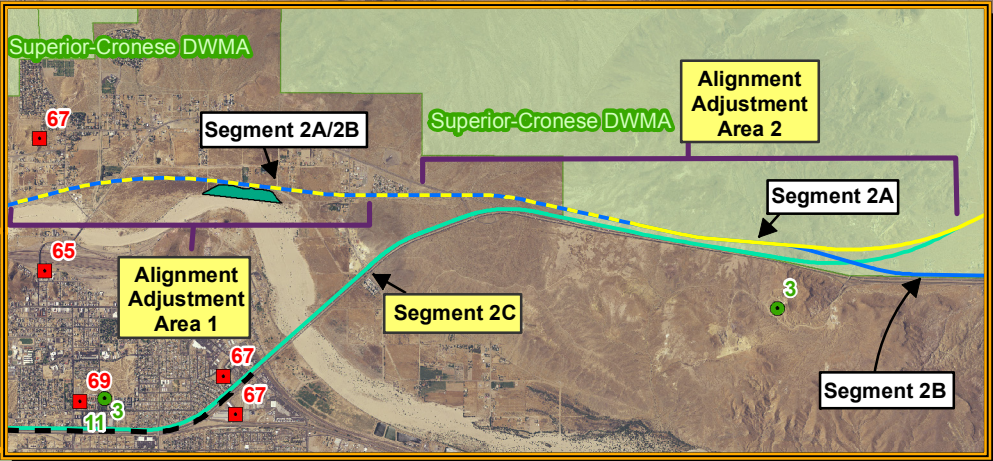 Superior-Cronese DWMA
67
Segment 2A/2B
Superior-Cronese DWMA
Alignment
Adjustment
Area 2
Segment 2A
65
Alignment
Adjustment
Area 1
Segment 2C
3
67
69
3
67
11
Segment 2B